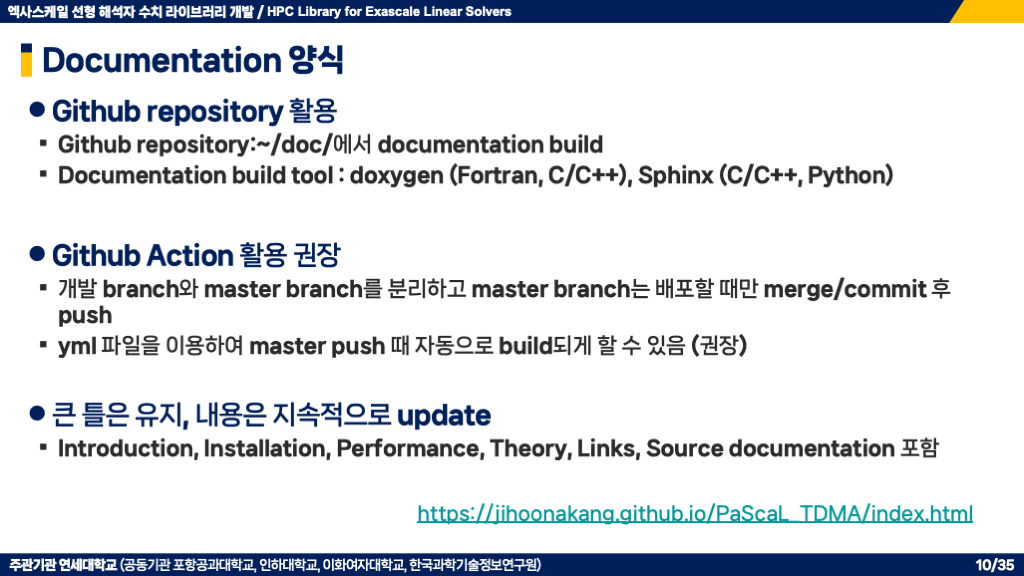 엑사스케일 선형 해석자 수치 라이브러리 개발 / HPC Library for Exascale Linear Solvers
Documentation 양식
● Github repository 활용
▪ Github repository:~/doc/에서 documentation build
▪ Documentation build tool : doxygen (Fortran, C/C++), Sphinx (C/C++, Python)
● Github Action 활용 권장
▪ 개발 branch와 master branch를 분리하고 master branch는 배포할 때만 merge/commit 후
push
▪ yml 파일을 이용하여 master push 때 자동으로 build되게 할 수 있음 (권장)
● 큰 틀은 유지, 내용은 지속적으로 update
▪ Introduction, Installation, Performance, Theory, Links, Source documentation 포함
https://jihoonakang.github.io/PaScaL_TDMA/index.html
주관기관 연세대학교 (공동기관 포항공과대학교, 인하대학교, 이화여자대학교, 한국과학기술정보연구원)
10/35